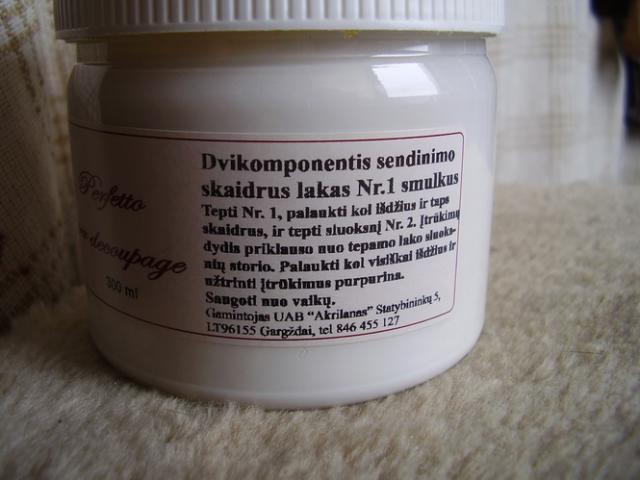 Perfetto
decoupage
300 ml
Dvikomponentis sendinimo
skaidrus lakas Nr.1 smulkus
Tepti Nr. 1, palaukti kol išdžius ir taps
skaidrus, ir tepti sluoksnį Nr. 2. Įtrūkimų
dydis priklauso nuo tepamo lako sluoks-
nių storio. Palaukti kol visiškai išdžius ir
užtrinti įtrūkimus purpurina.
Saugoti nuo vaikų.
Gamintojas UAB "Akrilanas" Statybininkų 5,
LT96155 Gargždai, tel 846 455 127